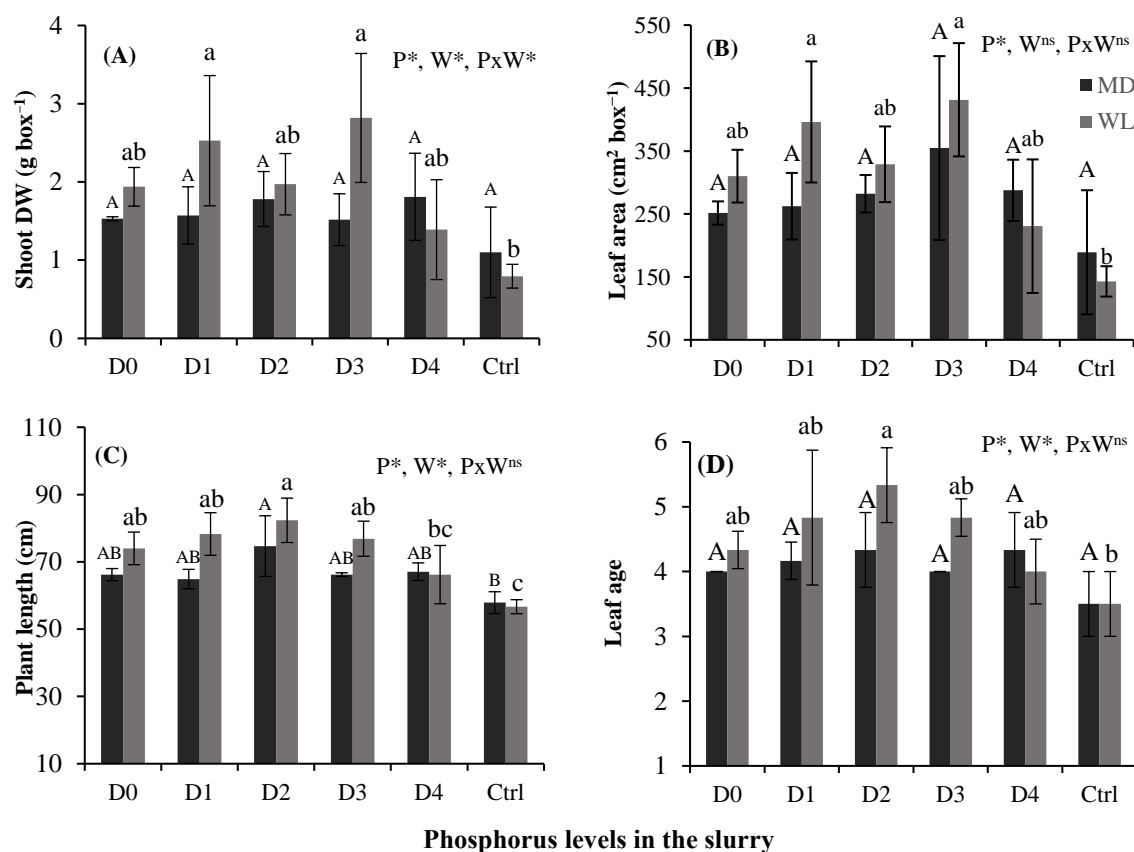 (A)
P*, W*, PxW*
Shoot DW (g box⁻¹)
4
3
2
1
0
A ab A a A ab A a A ab A b
D0 D1 D2 D3 D4 Ctrl
(B)
P*, Wⁿˢ, PxWⁿˢ
MD
WL
Leaf area (cm² box⁻¹)
550
450
350
250
150
50
A ab A a A ab A a A ab A b
D0 D1 D2 D3 D4 Ctrl
(C)
P*, W*, PxWⁿˢ
Plant length ((cm)
110
90
70
50
30
10
AB ab AB ab A a AB ab AB bc B c
D0 D1 D2 D3 D4 Ctrl
(D)
P*, W*, PxWⁿˢ
Leaf age
6
5
4
3
2
1
A ab A ab A a A ab A ab A b
D0 D1 D2 D3 D4 Ctrl
Phosphorus levels in the slurry